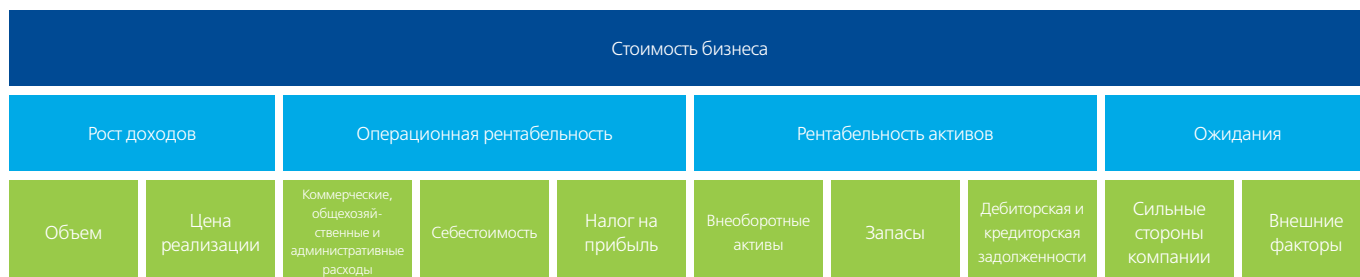 Стоимость бизнеса
Рост доходов
Операционная рентабельность
Рентабельность активов
Ожидания
Объем
Цена
реализации
Коммерческие,
общехозяй-
ственные и
административные
расходы
Себестоимость
Налог на
прибыль
Внеоборотные
активы
Запасы
Дебиторская и
кредиторская
задолженности
Сильные
стороны
компании
Внешние
факторы